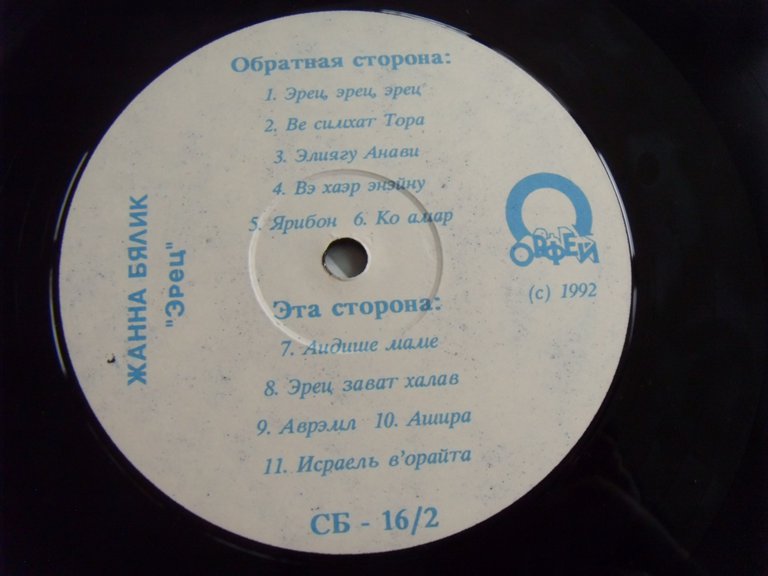 Обратная сторона:
1. Эрец, эрец, эрец
2. Ве симхат Тора
3. Элиягу Анави
4. Вэ хаэр энэйну
5. Ярибон 6. Ко амар
ЖАННА БЯЛИК
"Эрец"
ОРФЕЙ
(с) 1992
Эта сторона:
7. Аидише маме
8. Эрец зават халав
9. Аврэмл 10. Ашира
11. Исраель в'орайта
СБ - 16/2